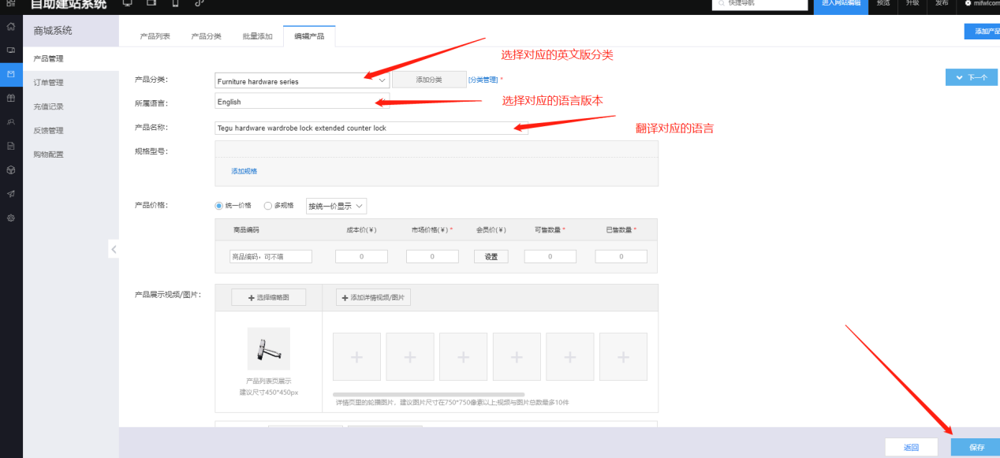 自助建站系统
快捷导航
进入网站编辑
预览
升级
发布
mifwlcom
商城系统
产品列表
产品分类
批量添加
编辑产品
添加产品
产品管理
订单管理
充值记录
反馈管理
购物配置
选择对应的英文版分类
产品分类：
Furniture hardware series
添加分类
[分类管理] *
下一个
所属语言：
English
选择对应的语言版本
产品名称：
Tegu hardware wardrobe lock extended counter lock
翻译对应的语言
规格型号：
添加规格
产品价格：
统一价格
多规格
按统一价显示
商品编码
成本价(¥)
市场价格(¥) *
会员价(¥)
可售数量 *
已售数量 *
商品编码，可不填
0
0
设置
0
0
产品展示视频/图片：
+ 选择缩略图
+ 添加详情视频/图片
产品列表页展示
建议尺寸450*450px
详情页里的轮播图片，建议图片尺寸在750*750像素以上;视频与图片总数最多10件
返回
保存